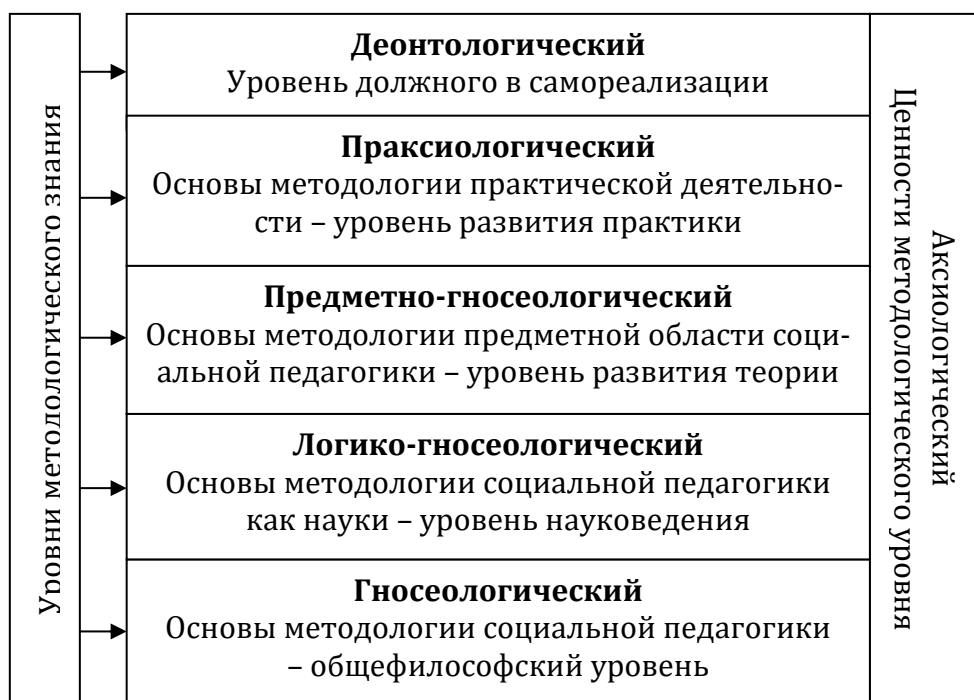 Уровни методологического знания
Деонтологический
Уровень должного в самореализации
Праксиологический
Основы методологии практической деятельно-
сти – уровень развития практики
Предметно-гносеологический
Основы методологии предметной области соци-
альной педагогики – уровень развития теории
Логико-гносеологический
Основы методологии социальной педагогики
как науки – уровень науковедения
Гносеологический
Основы методологии социальной педагогики
– общефилософский уровень
Аксиологический
Ценности методологического уровня